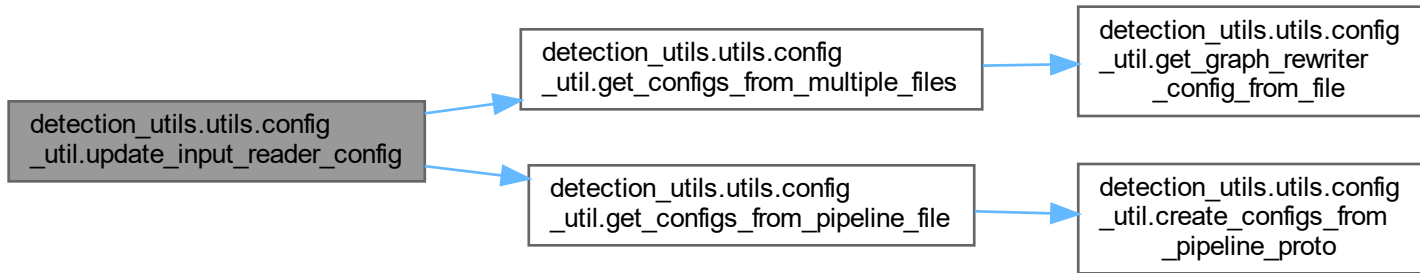 detection_utils.utils.config
_util.update_input_reader_config
detection_utils.utils.config
_util.get_configs_from_multiple_files
detection_utils.utils.config
_util.get_graph_rewriter
_config_from_file
detection_utils.utils.config
_util.get_configs_from_pipeline_file
detection_utils.utils.config
_util.create_configs_from
_pipeline_proto